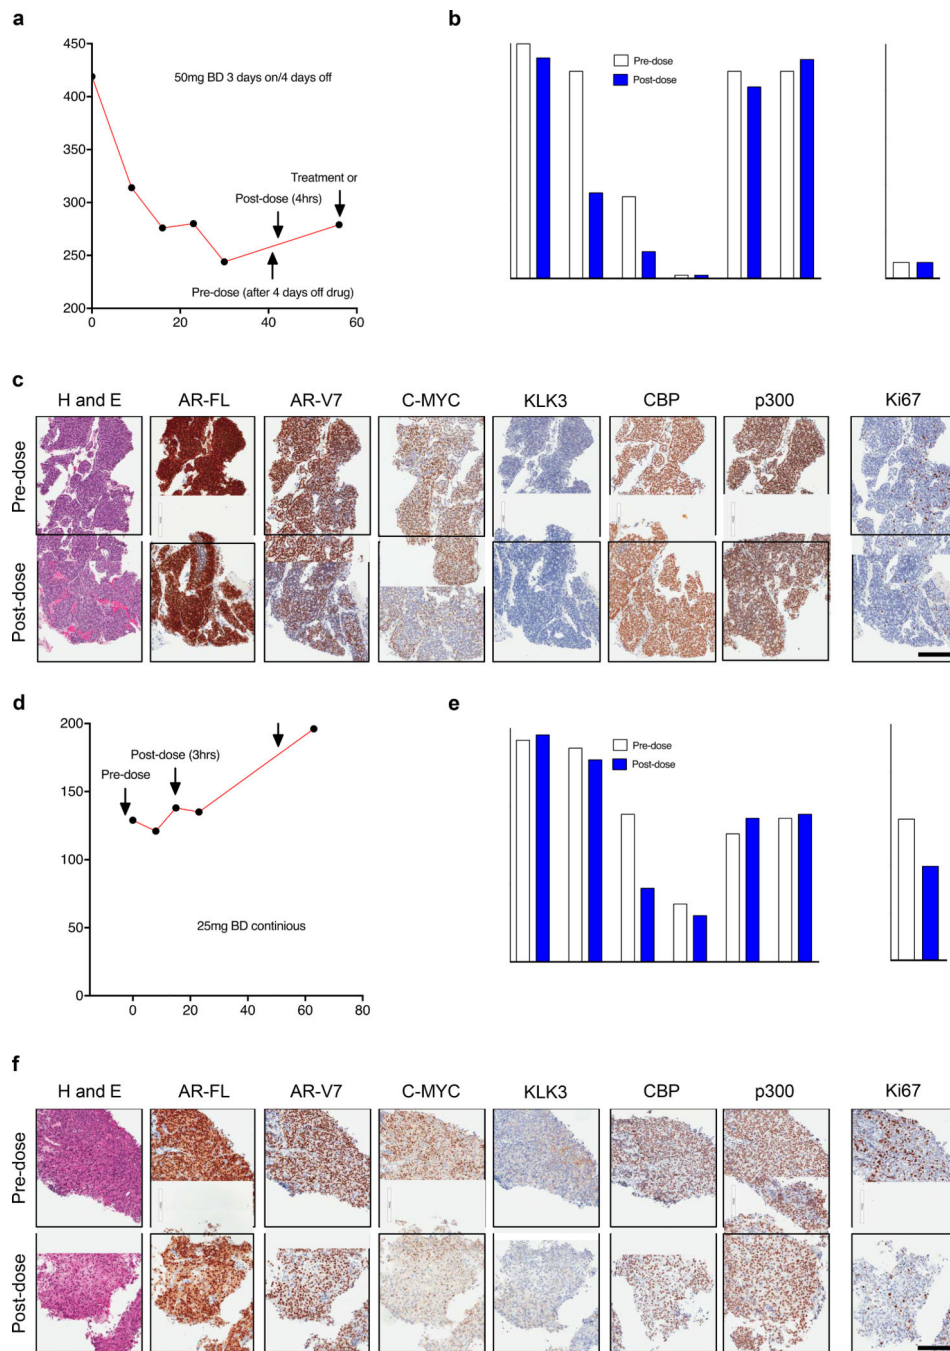 a
450
400
350
300
250
200
0
20
40
60
50mg BD 3 days on/4 days off
Treatment or
Post-dose (4hrs)
Pre-dose (after 4 days off drug)
b
Pre-dose
Post-dose
c
H and E AR-FL AR-V7 C-MYC KLK3 CBP p300 Ki67
Pre-dose
Post-dose
d
200
150
100
50
0
0
20
40
60
80
Post-dose (3hrs)
Pre-dose
25mg BD continious
e
Pre-dose
Post-dose
f
H and E AR-FL AR-V7 C-MYC KLK3 CBP p300 Ki67
Pre-dose
Post-dose